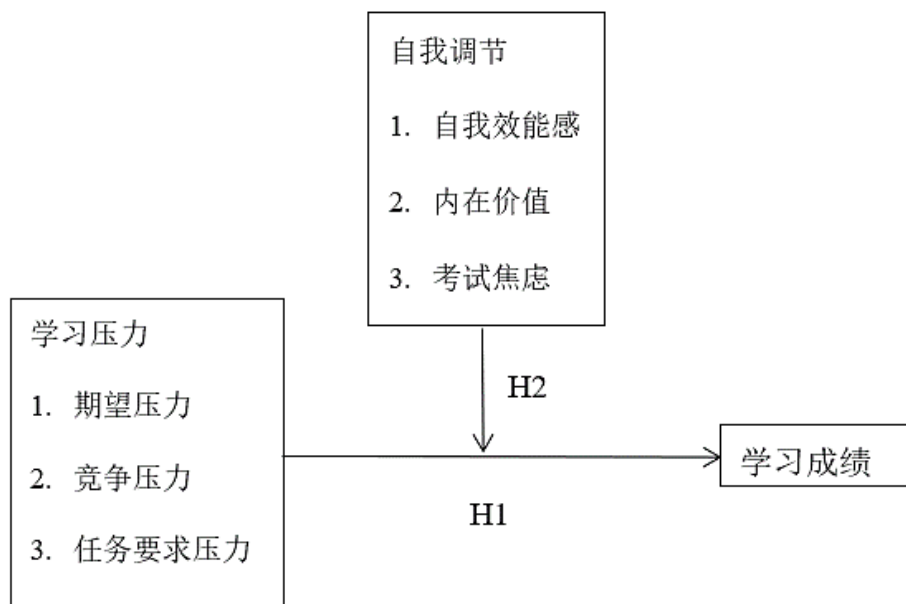 自我调节
1. 自我效能感
2. 内在价值
3. 考试焦虑
学习压力
1. 期望压力
2. 竞争压力
3. 任务要求压力
H2
H1
学习成绩